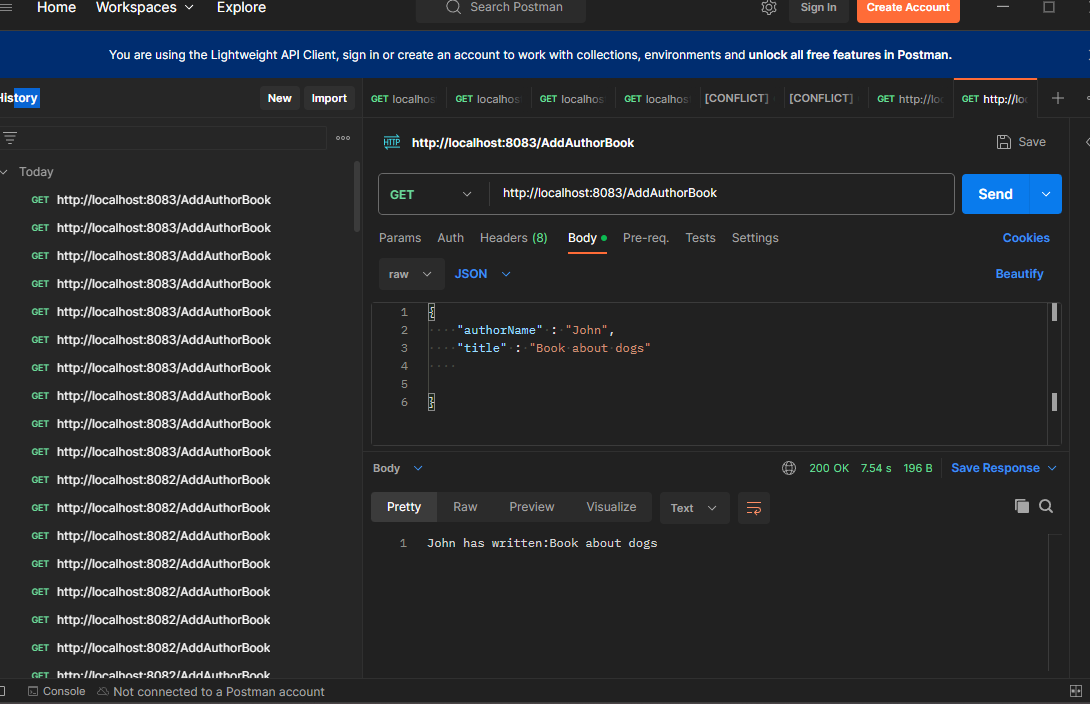 Home Workspaces Explore Search Postman Sign In Create Account
You are using the Lightweight API Client, sign in or create an account to work with collections, environments and unlock all free features in Postman.
History New Import GET localhos GET localhos GET localhos GET localhos [CONFLICT] [CONFLICT] GET http://loc GET http://loc
HTTP http://localhost:8083/AddAuthorBook Save
Today
GET http://localhost:8083/AddAuthorBook
GET http://localhost:8083/AddAuthorBook
GET http://localhost:8083/AddAuthorBook
GET http://localhost:8083/AddAuthorBook
GET http://localhost:8083/AddAuthorBook
GET http://localhost:8083/AddAuthorBook
GET http://localhost:8083/AddAuthorBook
GET http://localhost:8083/AddAuthorBook
GET http://localhost:8083/AddAuthorBook
GET http://localhost:8083/AddAuthorBook
GET http://localhost:8082/AddAuthorBook
GET http://localhost:8082/AddAuthorBook
GET http://localhost:8082/AddAuthorBook
GET http://localhost:8082/AddAuthorBook
GET http://localhost:8082/AddAuthorBook
GET http://localhost:8082/AddAuthorBook
GET http://localhost:8082/AddAuthorBook
GET http://localhost:8082/AddAuthorBook
GET http://localhost:8083/AddAuthorBook Send
Params Auth Headers (8) Body Pre-req. Tests Settings Cookies
raw JSON Beautify
1 {
2 "authorName" : "John",
3 "title" : "Book about dogs"
4
5
6 }
Body 200 OK 7.54 s 196 B Save Response
Pretty Raw Preview Visualize Text
1 John has written:Book about dogs
Console Not connected to a Postman account